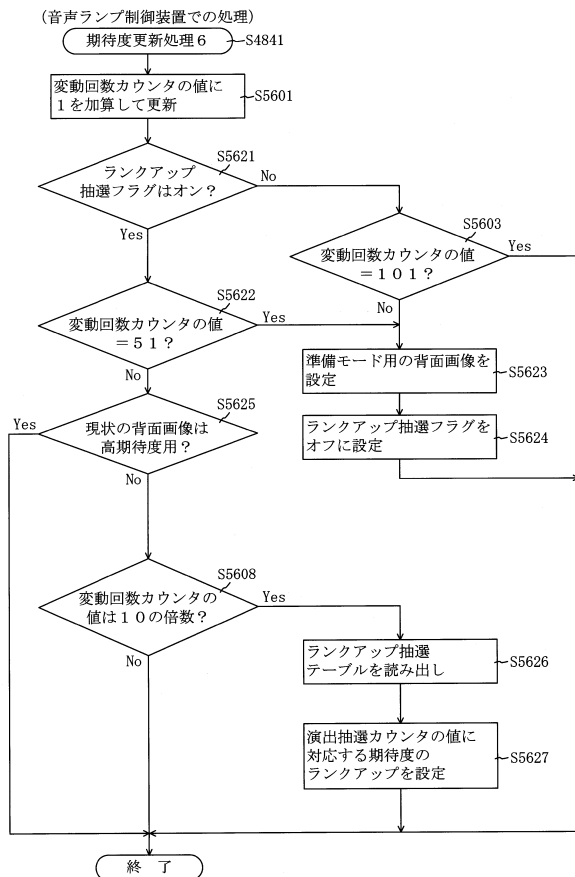 (音声ランプ制御装置での処理)
期待度更新処理6
S4841
変動回数カウンタの値に
1を加算して更新
S5601
ランクアップ
抽選フラグはオン?
S5621
No
Yes
変動回数カウンタの値
=101?
S5603
Yes
No
変動回数カウンタの値
=51?
S5622
Yes
No
準備モード用の背面画像を
設定
S5623
ランクアップ抽選フラグを
オフに設定
S5624
現状の背面画像は
高期待度用?
S5625
Yes
No
変動回数カウンタの
値は10の倍数?
S5608
Yes
No
ランクアップ抽選
テーブルを読み出し
S5626
演出抽選カウンタの値に
対応する期待度の
ランクアップを設定
S5627
終 了